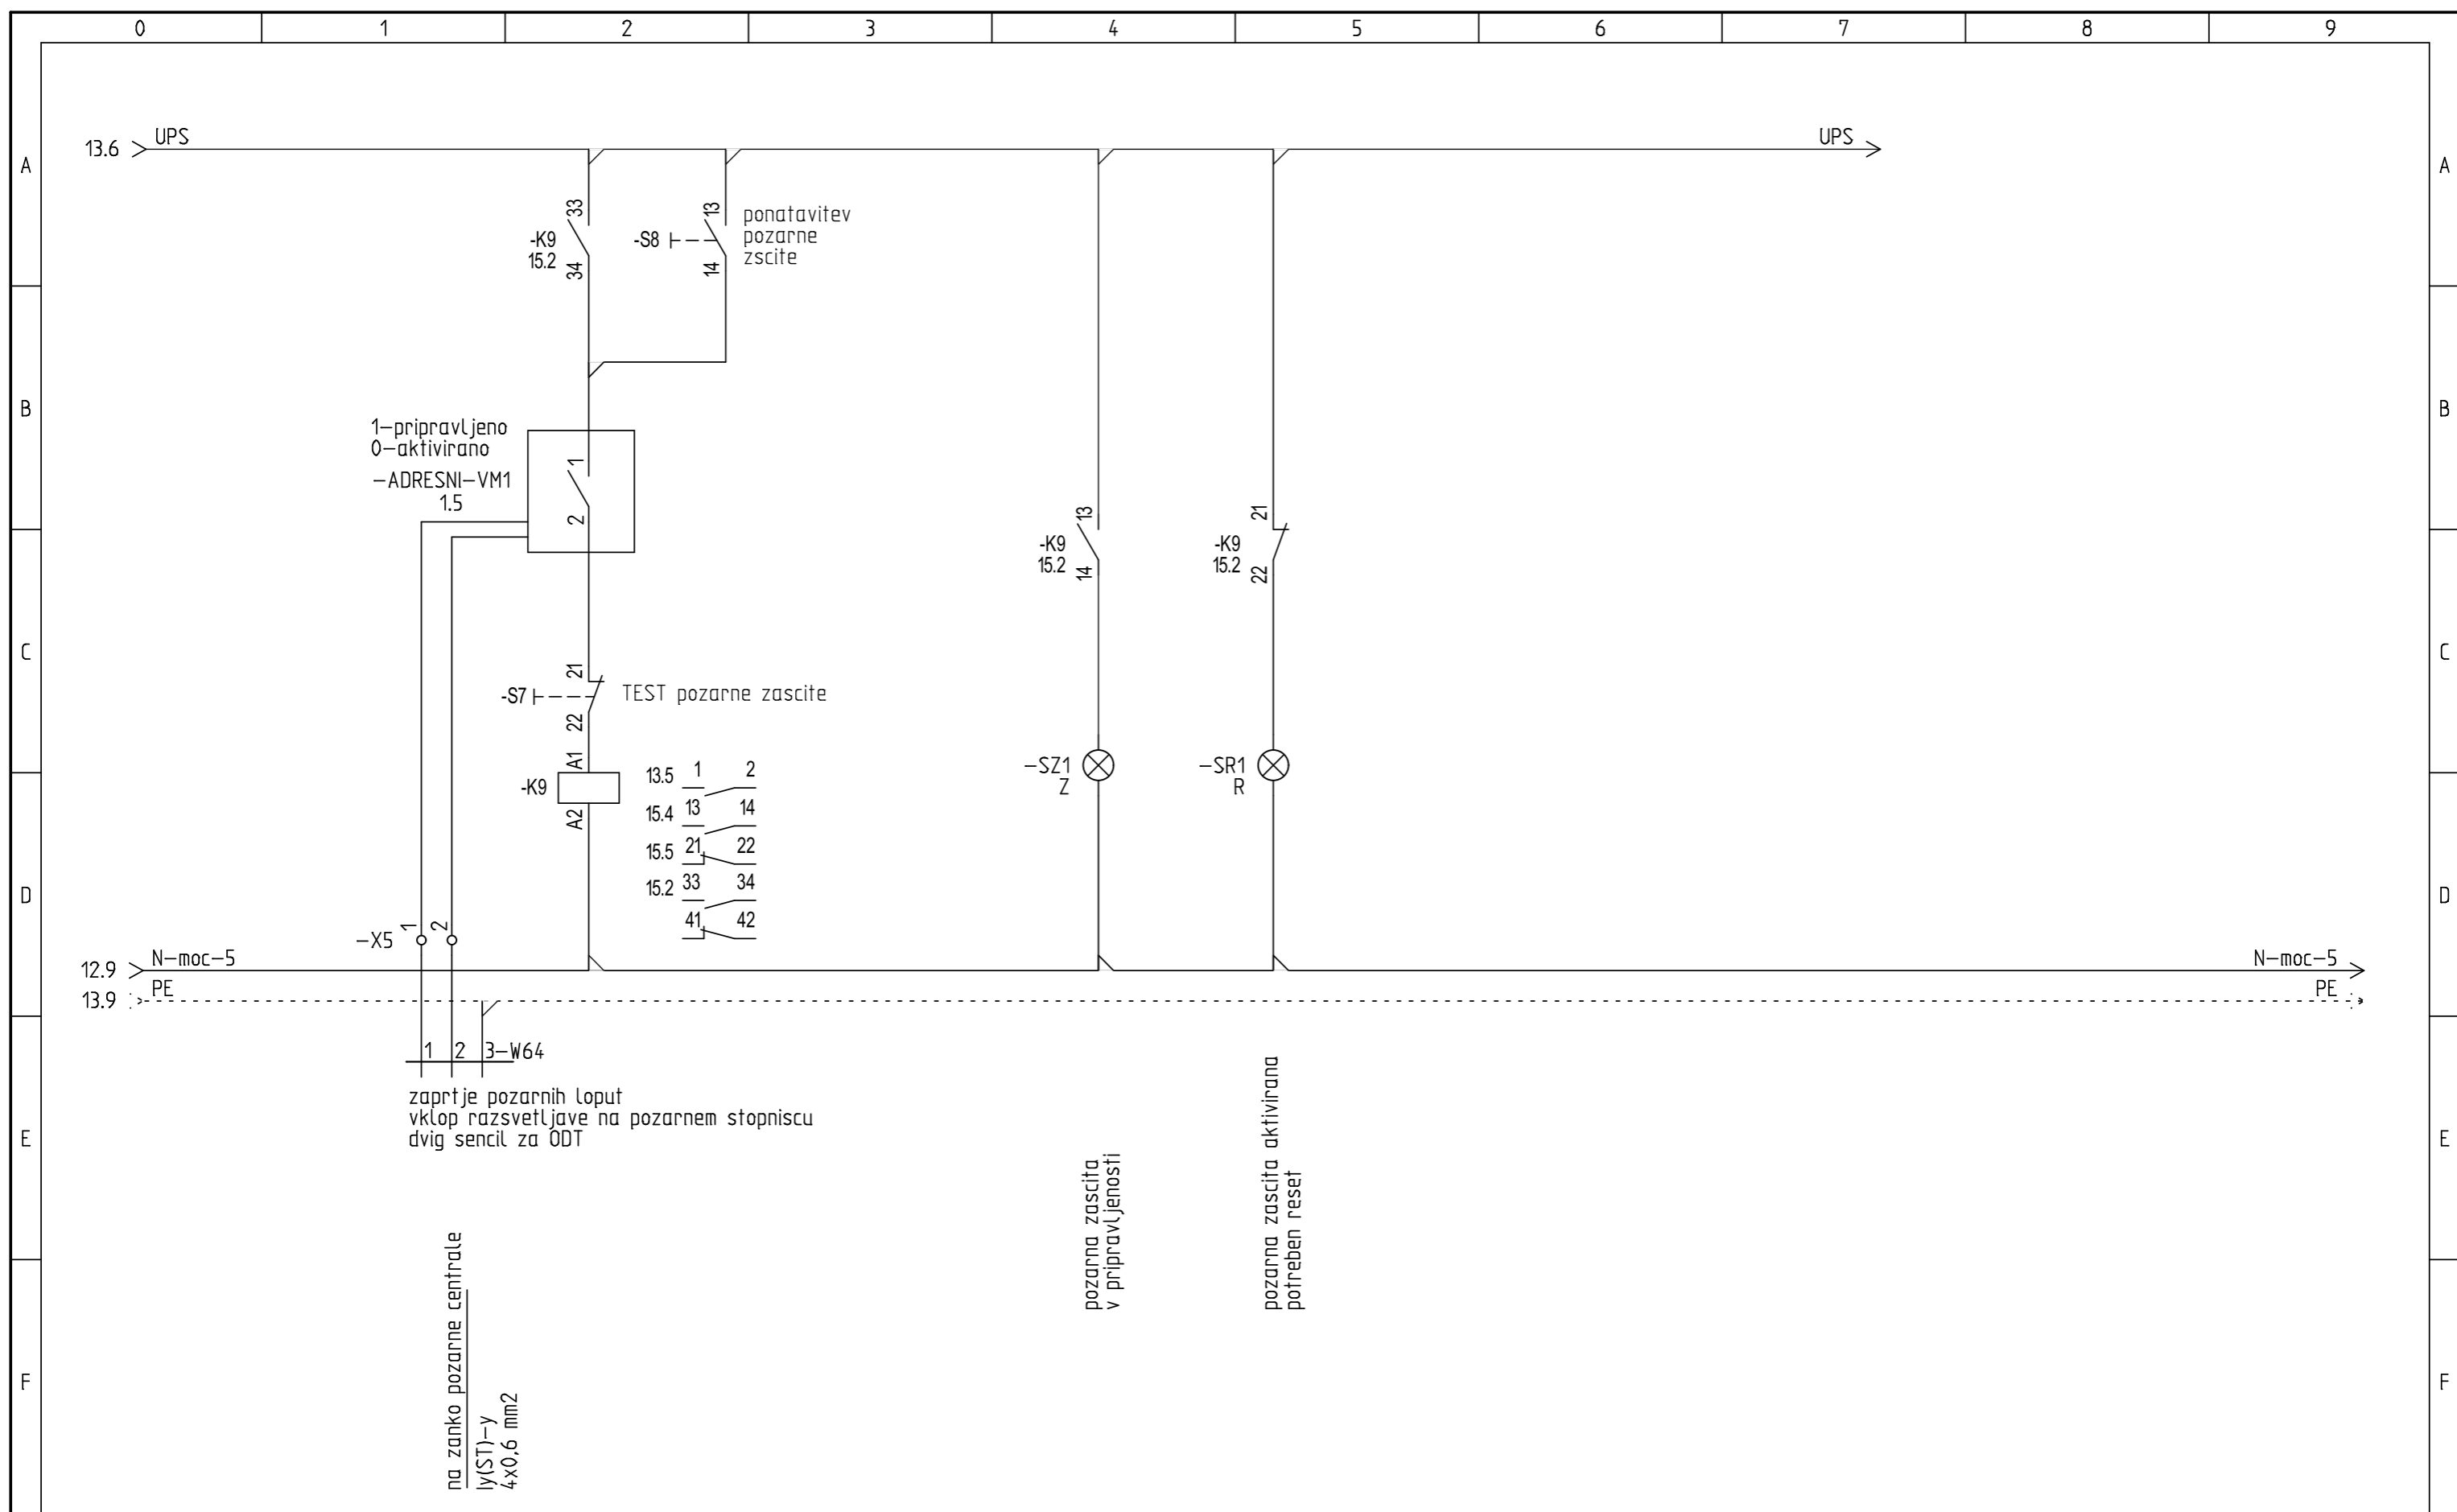 0 1 2 3 4 5 6 7 8 9
A A
B B
C C
D D
E E
F F
13.6 UPS UPS
33
-K9
15.2
34
13
-S8
14
ponatavitev
pozarne
zscite
1-pripravljeno
0-aktivirano
-ADRESNI-VM1
1.5
1
2
13
-K9
15.2
14
21
-K9
15.2
22
21
-S7
22
TEST pozarne zascite
A1
-K9
A2
13.5 1 2
15.4 13 14
15.5 21 22
15.2 33 34
41 42
-SZ1
Z
-SR1
R
-X5 1 2
12.9 N-moc-5 N-moc-5
13.9 PE PE
1 2 3-W64
zaprtje pozarnih loput
vklop razsvetljave na pozarnem stopniscu
dvig sencil za ODT
na zanko pozarne centrale
Iy(ST)-y
4x0,6 mm2
pozarna zascita
v pripravljenosti
pozarna zascita aktivirana
potreben reset